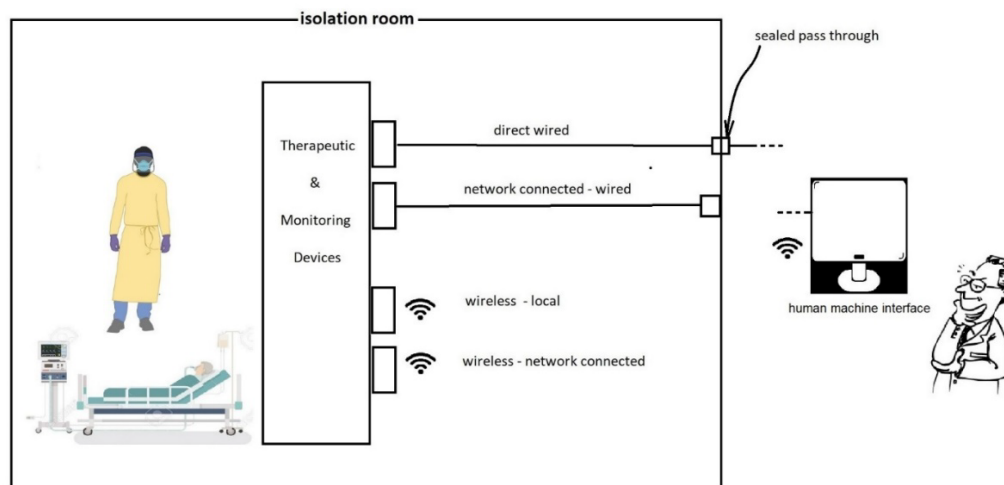 isolation room
sealed pass through
direct wired
Therapeutic
&
network connected - wired
Monitoring
Devices
wireless - local
human machine interface
wireless - network connected